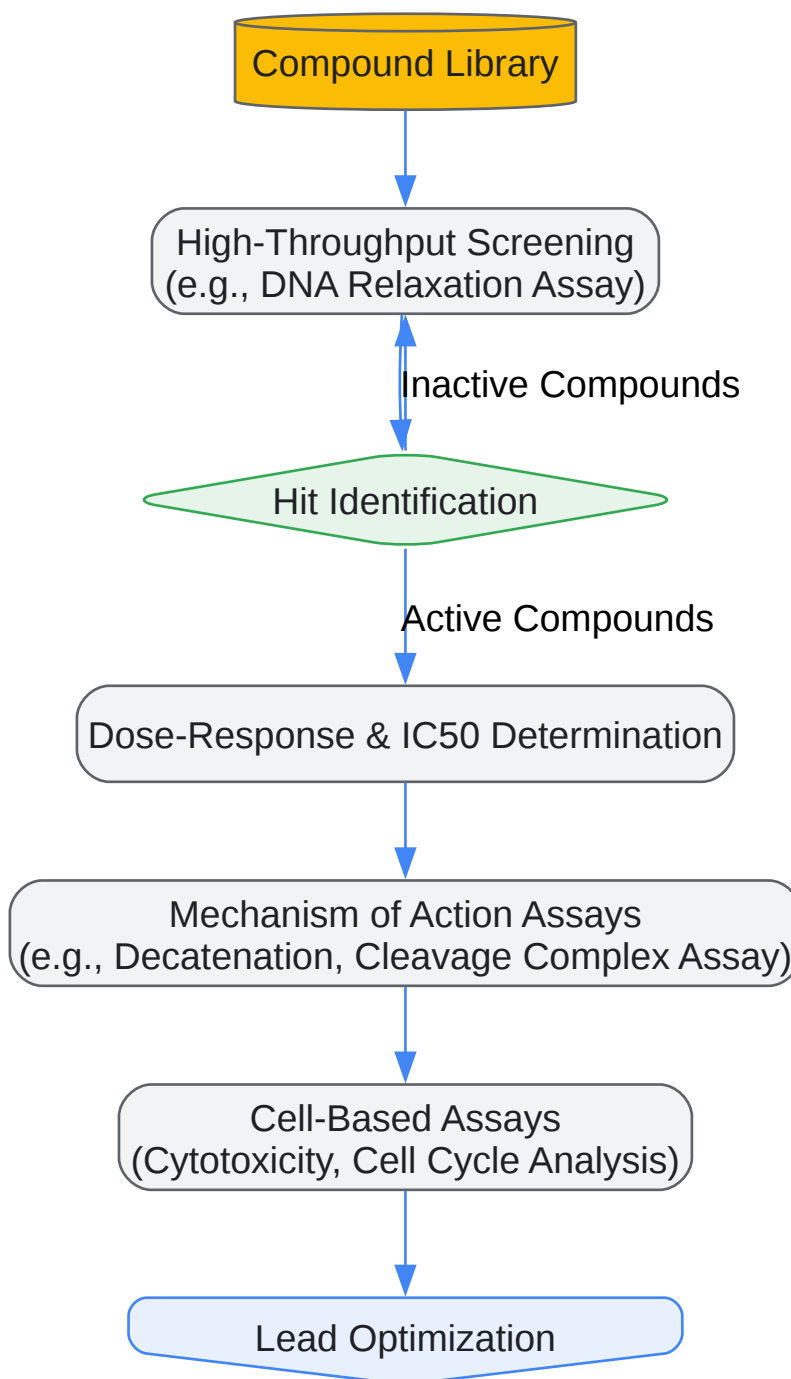 Compound Library
High-Throughput Screening
(e.g., DNA Relaxation Assay)
Inactive Compounds
Hit Identification
Active Compounds
Dose-Response & IC50 Determination
Mechanism of Action Assays
(e.g., Decatenation, Cleavage Complex Assay)
Cell-Based Assays
(Cytotoxicity, Cell Cycle Analysis)
Lead Optimization